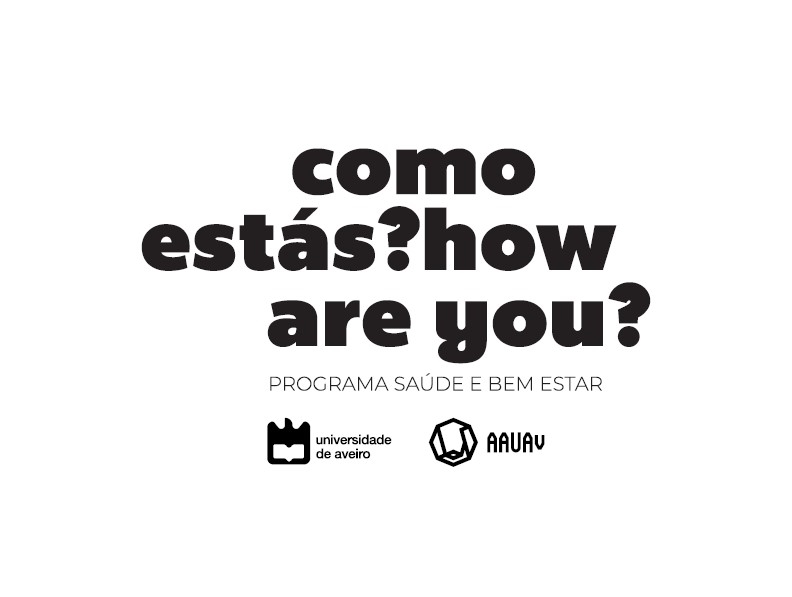 como
estás?how
are you?
PROGRAMA SAÚDE E BEM ESTAR
universidade
de aveiro
AAUAv